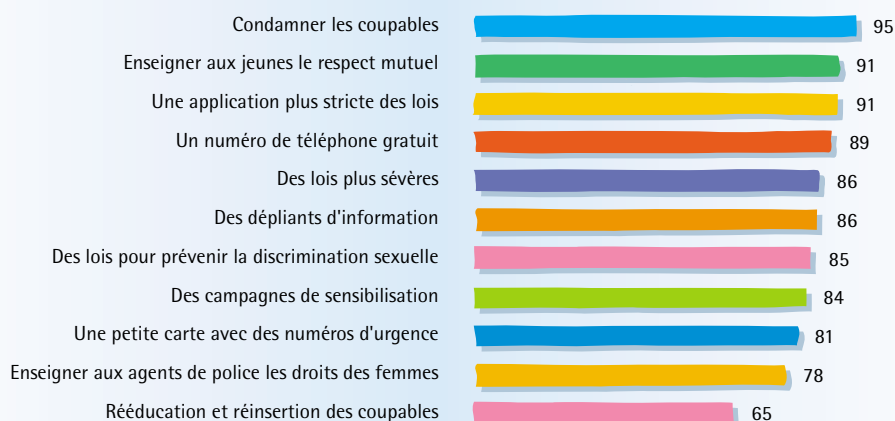 Condamner les coupables 95
Enseigner aux jeunes le respect mutuel 91
Une application plus stricte des lois 91
Un numéro de téléphone gratuit 89
Des lois plus sévères 86
Des dépliants d'information 86
Des lois pour prévenir la discrimination sexuelle 85
Des campagnes de sensibilisation 84
Une petite carte avec des numéros d'urgence 81
Enseigner aux agents de police les droits des femmes 78
Rééducation et réinsertion des coupables 65